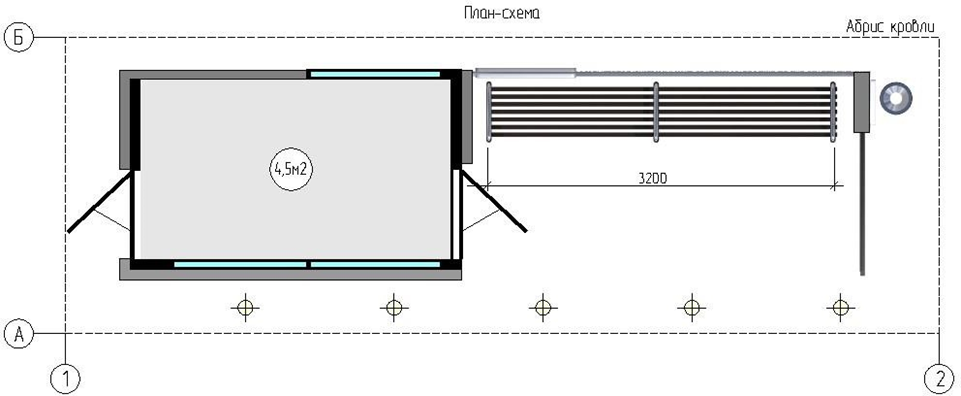 План-схема
Абрис кровли
Б
4,5м2
3200
А
1
2